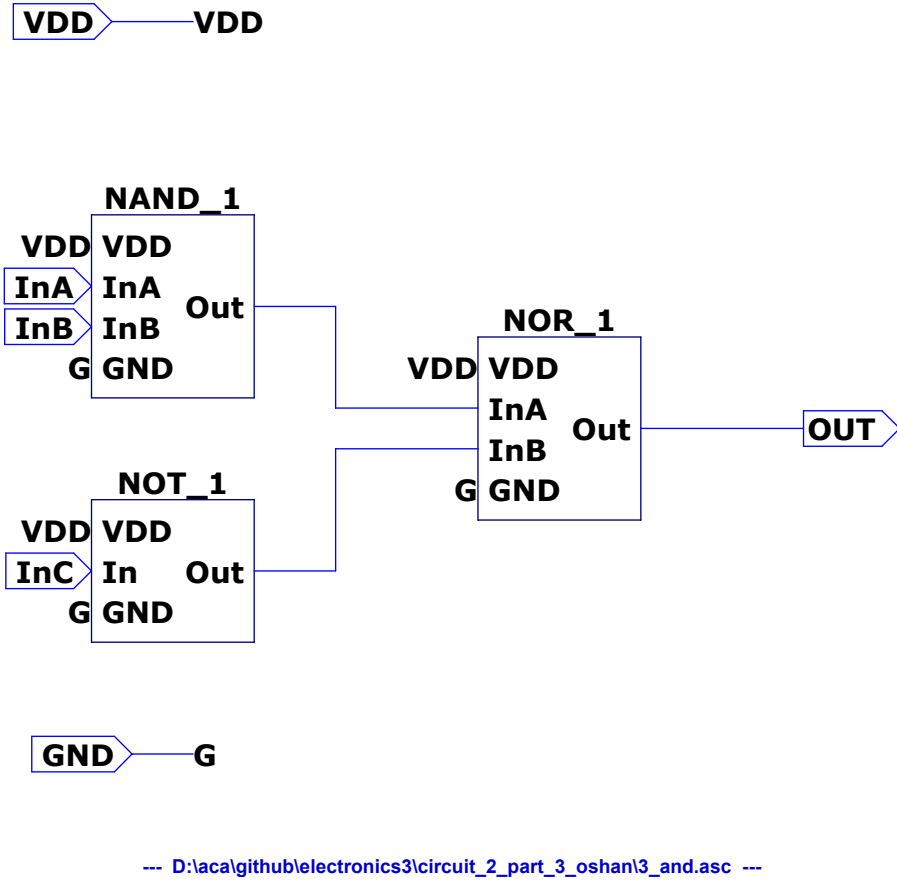 VDD VDD
NAND_1
VDD VDD
InA InA
Out
InB InB
G GND
NOR_1
VDD VDD
InA
Out
InB
G GND
OUT
NOT_1
VDD VDD
InC In Out
G GND
GND G
--- D:\aca\github\electronics3\circuit_2_part_3_oshan\3_and.asc ---